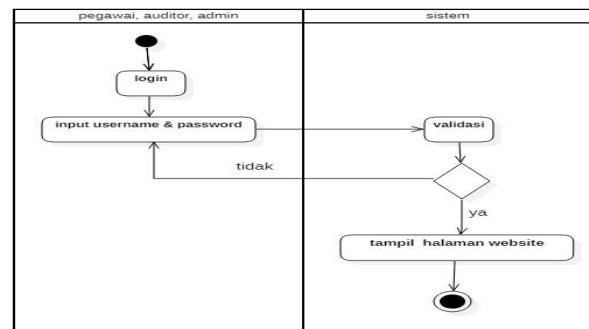 pegawai, auditor, admin
sistem
login
input username & password
validasi
tidak
ya
tampil halaman website